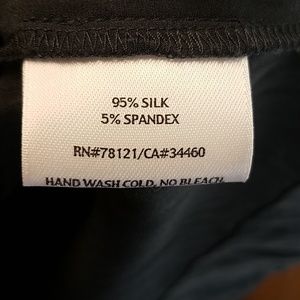 95% SILK
5% SPANDEX
RN#78121/CA#34460
HAND WASH COLD, NO BLEACH,